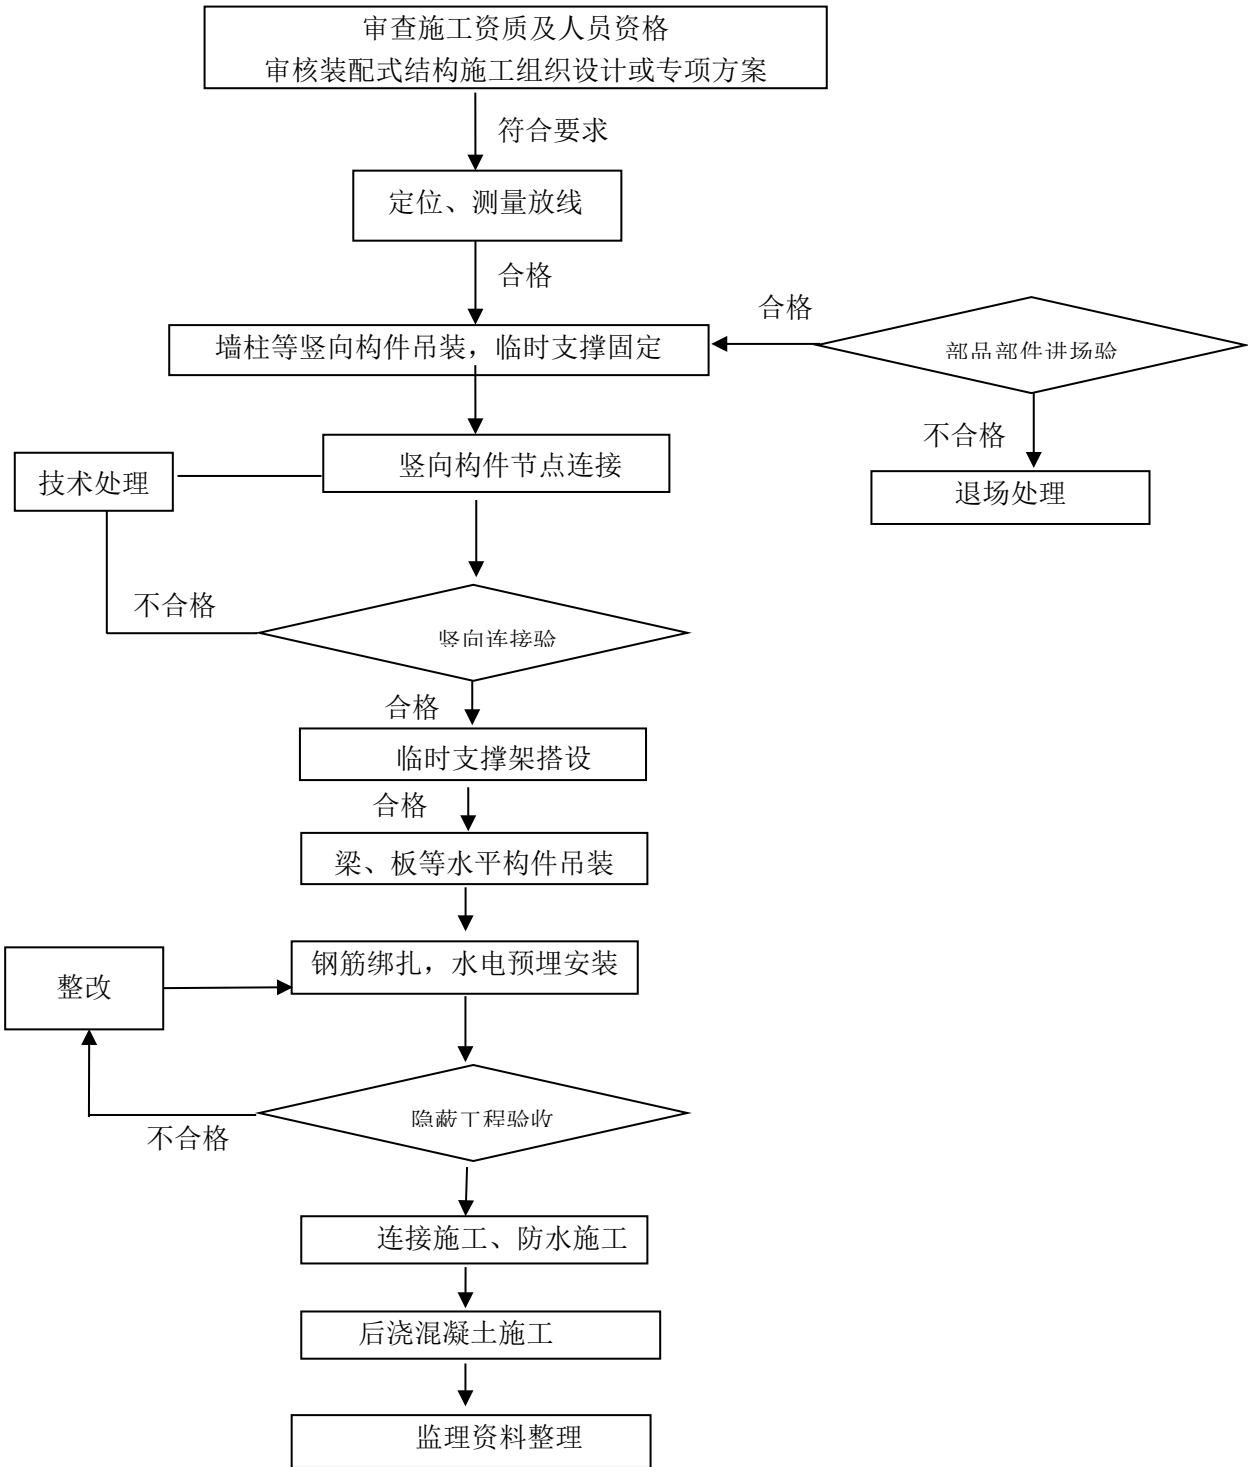 审查施工资质及人员资格
审核装配式结构施工组织设计或专项方案
符合要求
定位、测量放线
合格
合格
墙柱等竖向构件吊装，临时支撑固定
部品部件进场验
不合格
竖向构件节点连接
技术处理
退场处理
不合格
竖向连接验
合格
临时支撑架搭设
合格
梁、板等水平构件吊装
钢筋绑扎，水电预埋安装
整改
隐蔽工程验收
不合格
连接施工、防水施工
后浇混凝土施工
监理资料整理